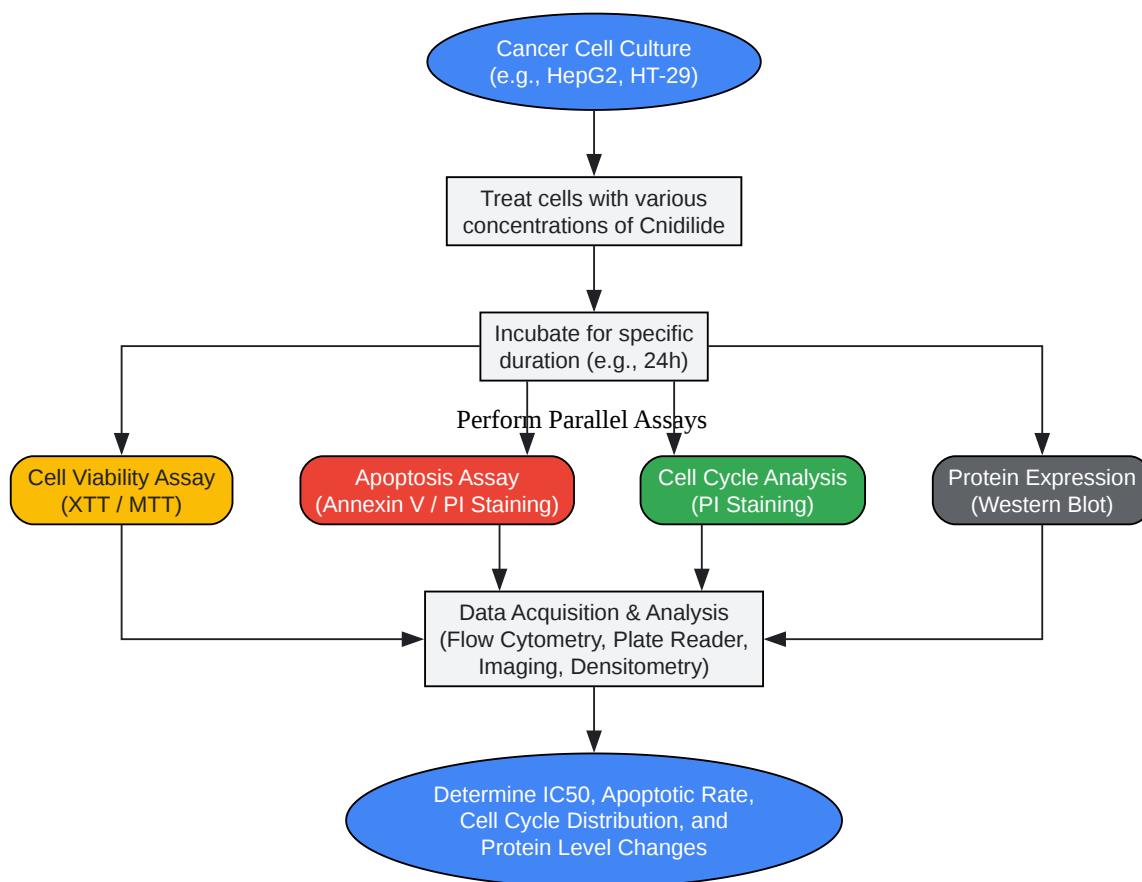 Cancer Cell Culture
(e.g., HepG2, HT-29)
Treat cells with various
concentrations of Cnidilide
Incubate for specific
duration (e.g., 24h)
Perform Parallel Assays
Cell Viability Assay
(XTT / MTT)
Apoptosis Assay
(Annexin V / PI Staining)
Cell Cycle Analysis
(PI Staining)
Protein Expression
(Western Blot)
Data Acquisition & Analysis
(Flow Cytometry, Plate Reader,
Imaging, Densitometry)
Determine IC50, Apoptotic Rate,
Cell Cycle Distribution, and
Protein Level Changes